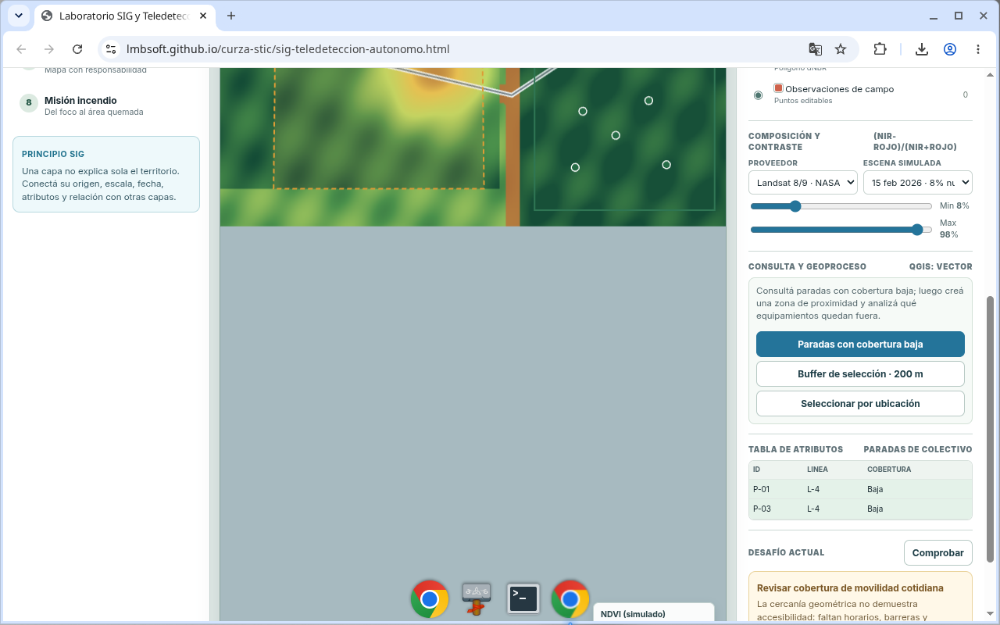 Laboratorio SIG y Teledetec
lmbsoft.github.io/curza-stic/sig-teledeteccion-autonomo.html
Mapa con responsabilidad
8
Misión incendio
Del foco al área quemada
PRINCIPIO SIG
Una capa no explica sola el territorio.
Conectá su origen, escala, fecha,
atributos y relación con otras capas.
NDVI (simulado)
Polígono dNBR
Observaciones de campo
0
Puntos editables
COMPOSICIÓN Y CONTRASTE
(NIR-ROJO)/(NIR+ROJO)
PROVEEDOR
ESCENA SIMULADA
Landsat 8/9 · NASA
15 feb 2026 · 8% nu
Min 8%
Max
98%
CONSULTA Y GEOPROCESO
QGIS: VECTOR
Consultá paradas con cobertura baja; luego creá
una zona de proximidad y analizá qué
equipamientos quedan fuera.
Paradas con cobertura baja
Buffer de selección · 200 m
Seleccionar por ubicación
TABLA DE ATRIBUTOS
PARADAS DE COLECTIVO
ID LINEA COBERTURA
P-01 L-4 Baja
P-03 L-4 Baja
DESAFÍO ACTUAL
Comprobar
Revisar cobertura de movilidad cotidiana
La cercanía geométrica no demuestra
accesibilidad: faltan horarios, barreras y